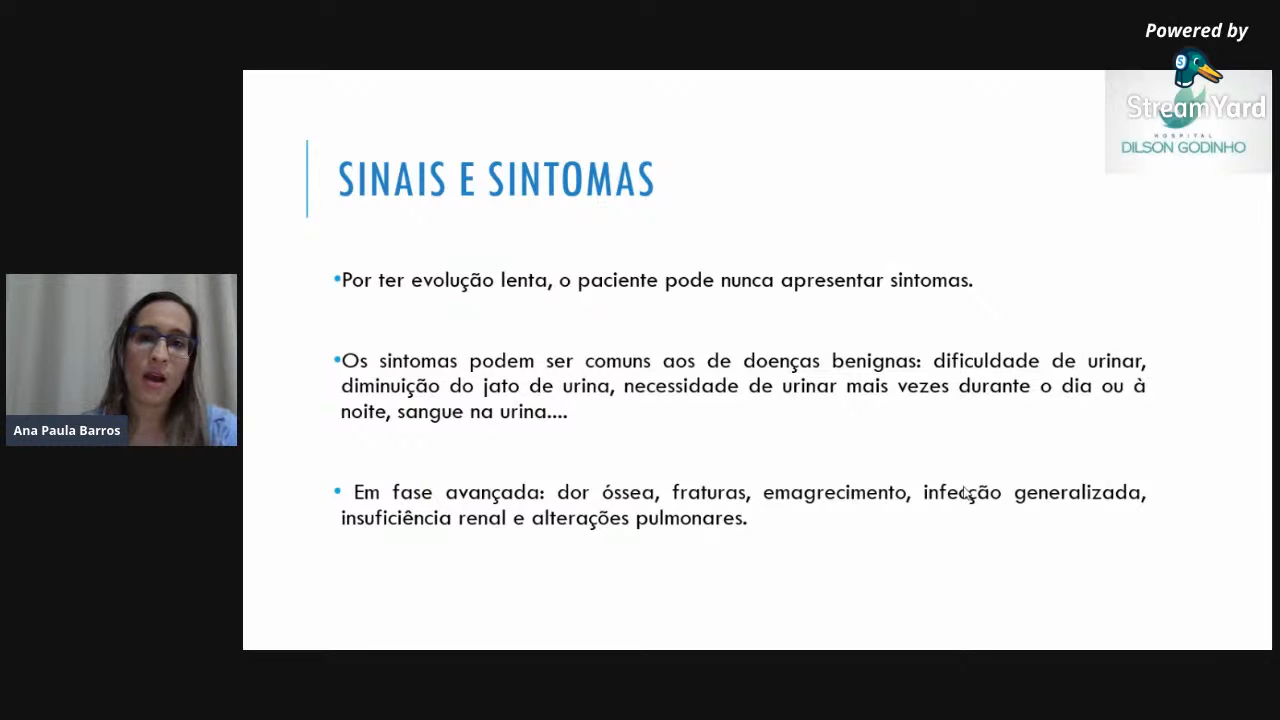 Powered by
StreamYard
HOSPITAL
DILSON GODINHO
SINAIS E SINTOMAS
•Por ter evolução lenta, o paciente pode nunca apresentar sintomas.
•Os sintomas podem ser comuns aos de doenças benignas: dificuldade de urinar,
diminuição do jato de urina, necessidade de urinar mais vezes durante o dia ou à
noite, sangue na urina....
• Em fase avançada: dor óssea, fraturas, emagrecimento, infecção generalizada,
insuficiência renal e alterações pulmonares.
Ana Paula Barros